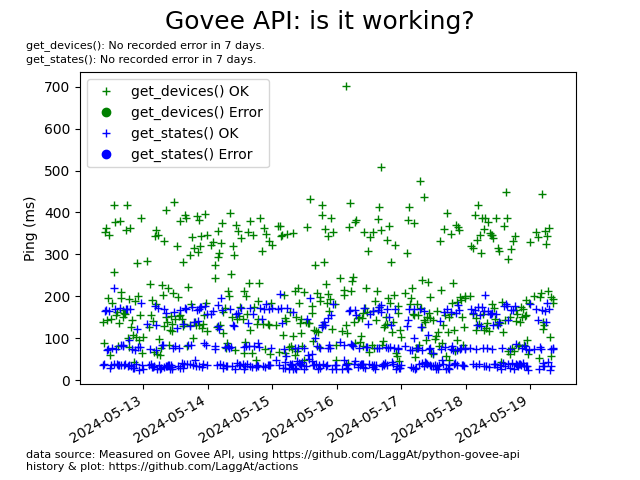 Govee API: is it working?
get_devices(): No recorded error in 7 days.
get_states(): No recorded error in 7 days.
get_devices() OK
get_devices() Error
get_states() OK
get_states() Error
Ping (ms)
700
600
500
400
300
200
100
0
2024-05-13
2024-05-14
2024-05-15
2024-05-16
2024-05-17
2024-05-18
2024-05-19
data source: Measured on Govee API, using https://github.com/LaggAt/python-govee-api
history & plot: https://github.com/LaggAt/actions